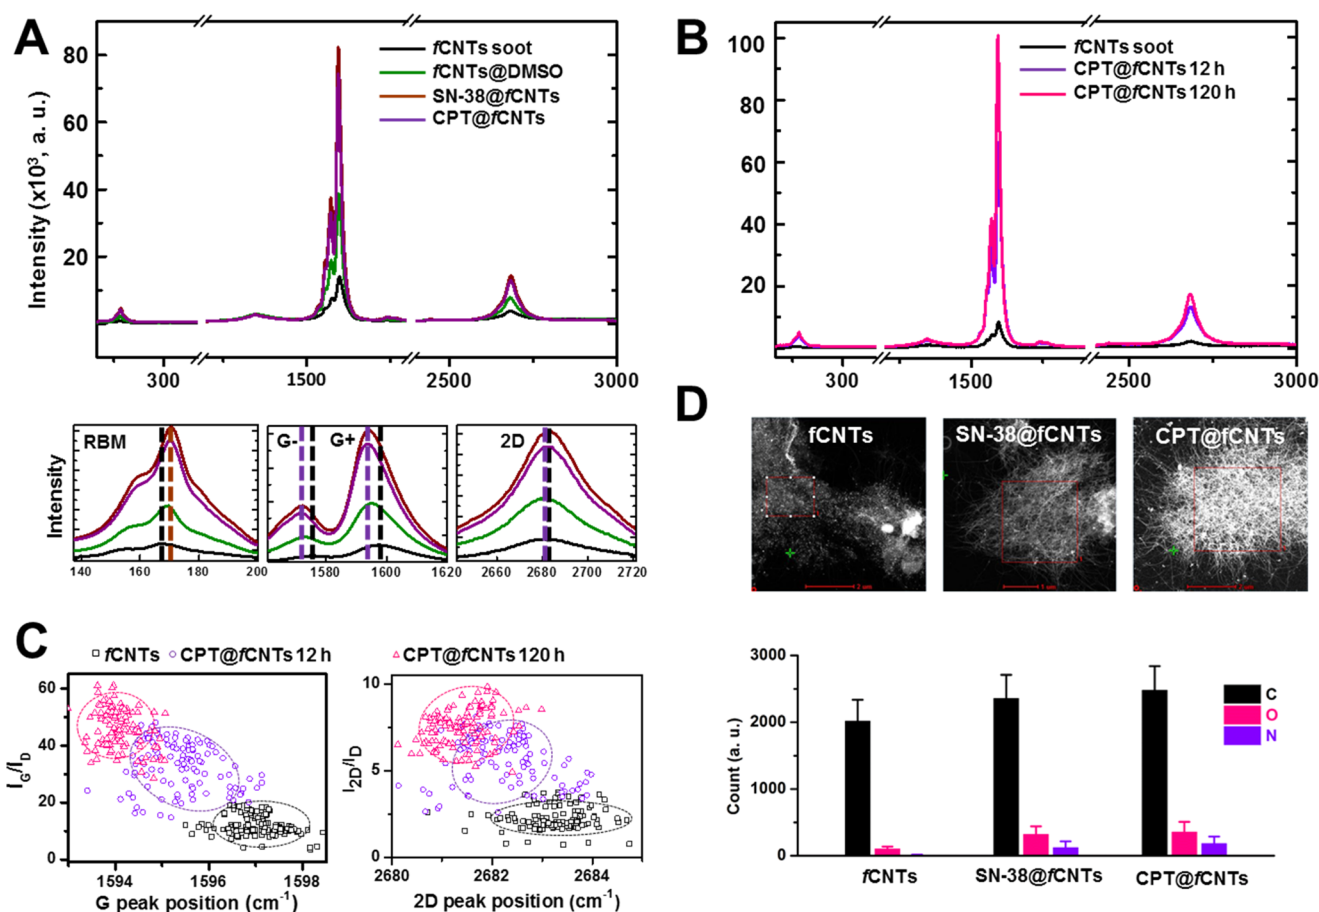 A
fCNTs soot
fCNTs@DMSO
SN-38@fCNTs
CPT@fCNTs
Intensity (x10³, a. u.)
80
60
40
20
300
1500
2500
3000
B
fCNTs soot
CPT@fCNTs 12 h
CPT@fCNTs 120 h
100
80
60
40
20
300
1500
2500
3000
RBM
G-
G+
2D
Intensity
140
160
180
200
1580
1600
1620
2660
2680
2700
2720
C
fCNTs
CPT@fCNTs 12 h
CPT@fCNTs 120 h
I_G/I_D
60
40
20
0
1594
1596
1598
G peak position (cm⁻¹)
I_2D/I_D
10
5
0
2680
2682
2684
2D peak position (cm⁻¹)
D
fCNTs
SN-38@fCNTs
CPT@fCNTs
2 µm
1 µm
Count (a. u.)
3000
2000
1000
0
C
O
N
fCNTs
SN-38@fCNTs
CPT@fCNTs